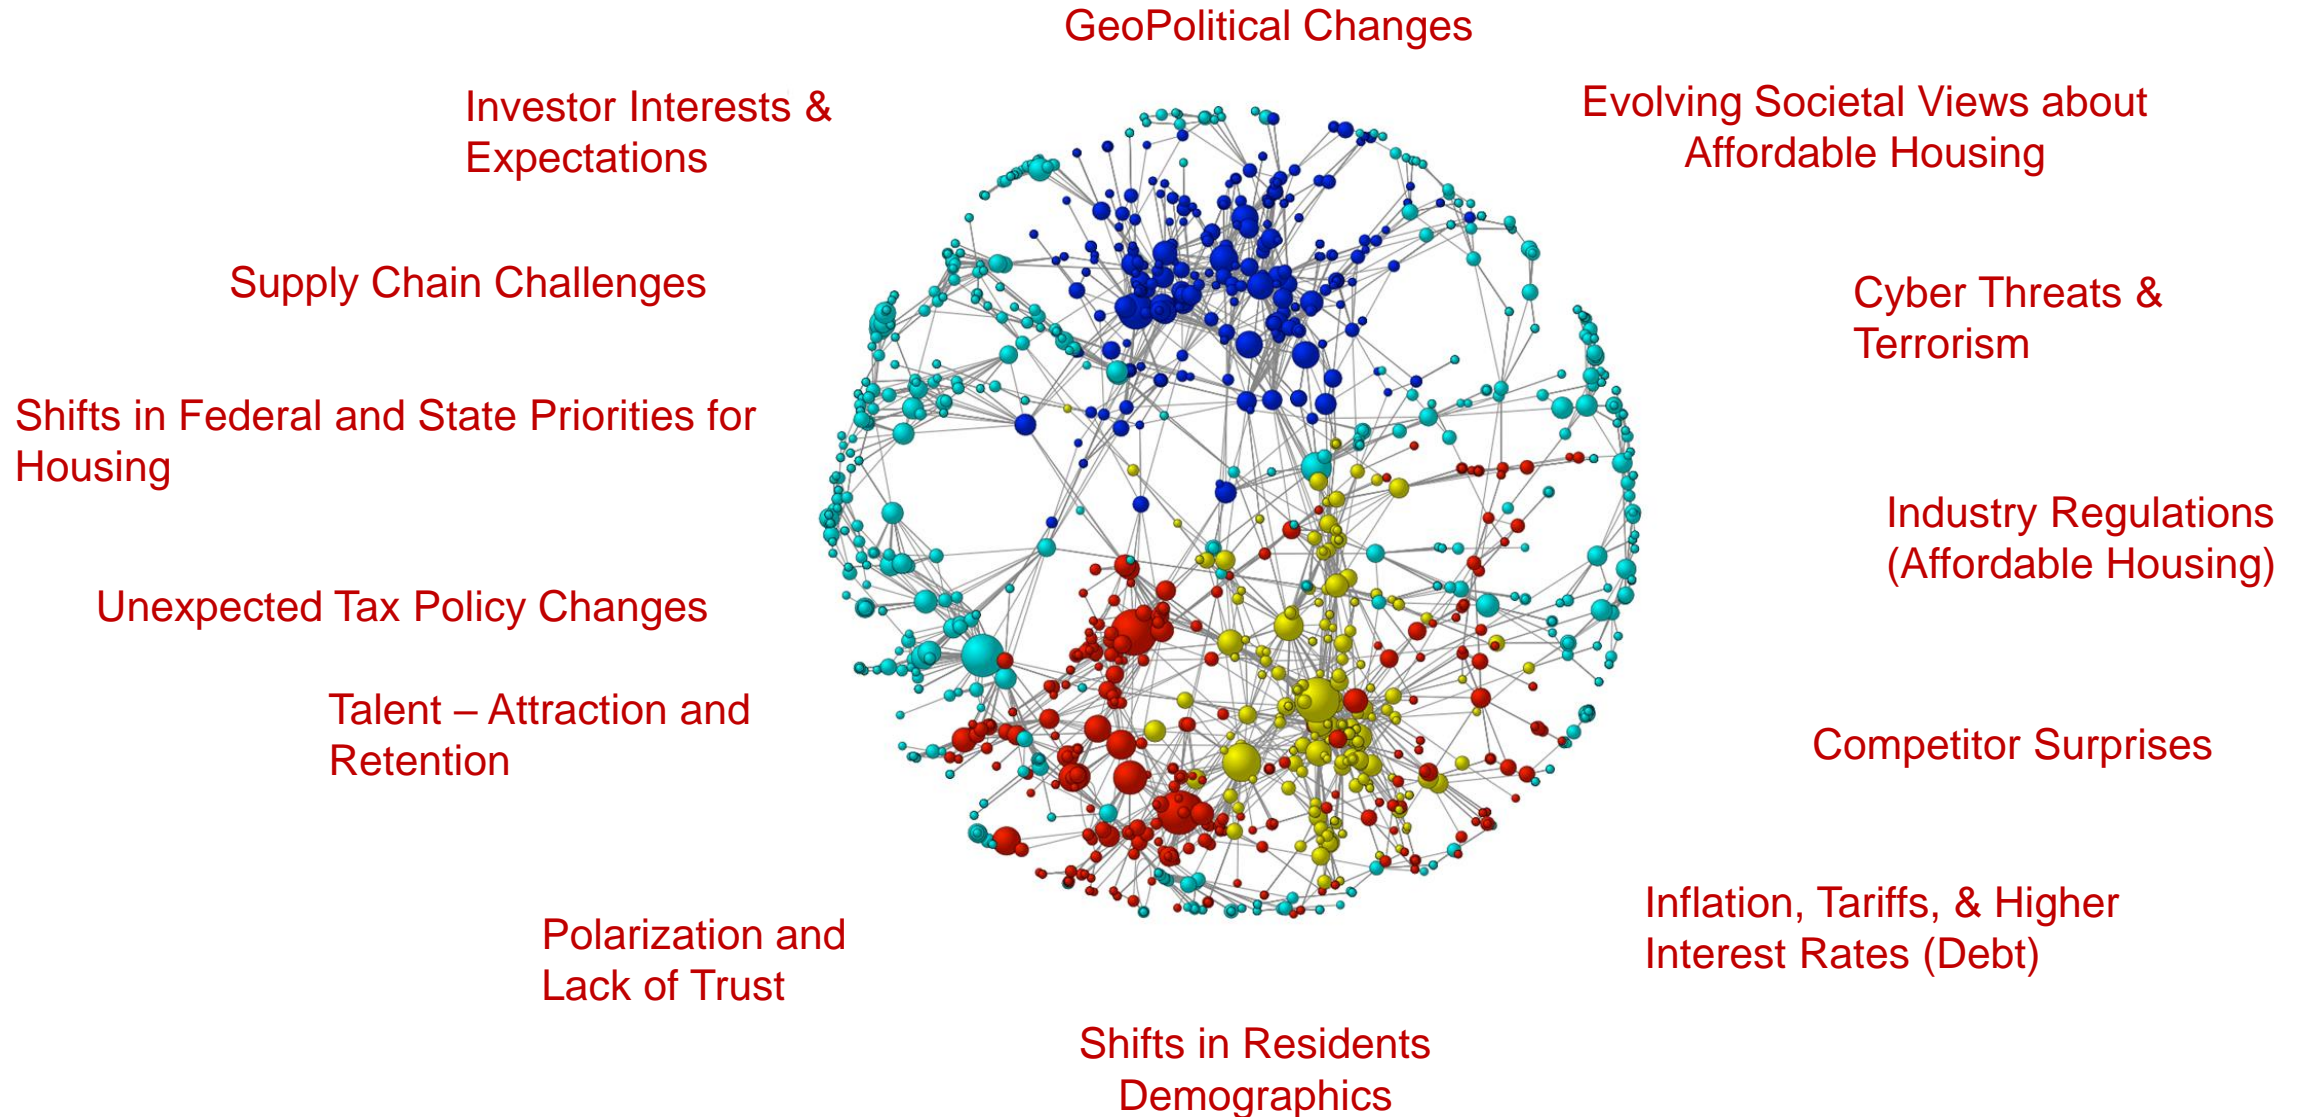 GeoPolitical Changes
Investor Interests &
Expectations
Evolving Societal Views about
Affordable Housing
Supply Chain Challenges
Cyber Threats &
Terrorism
Shifts in Federal and State Priorities for
Housing
Industry Regulations
(Affordable Housing)
Unexpected Tax Policy Changes
Talent – Attraction and
Retention
Competitor Surprises
Polarization and
Lack of Trust
Inflation, Tariffs, & Higher
Interest Rates (Debt)
Shifts in Residents
Demographics